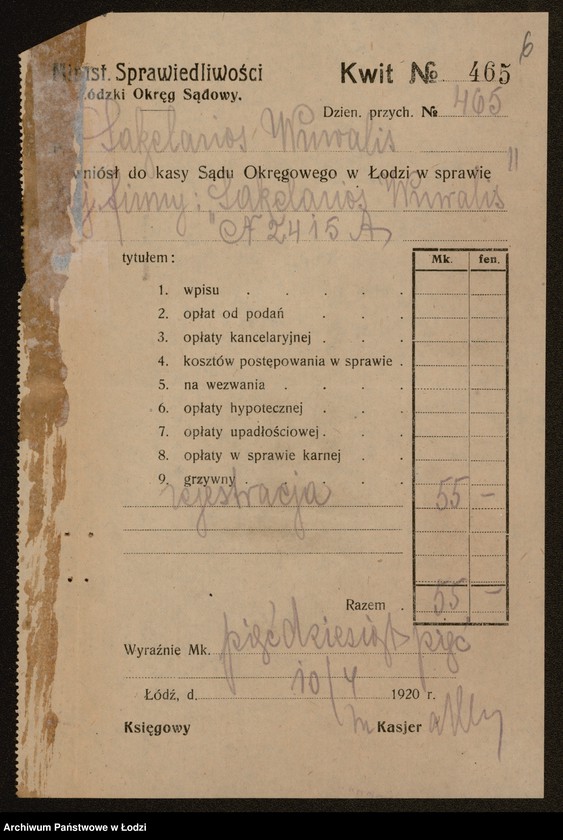 6
Minist. Sprawiedliwości
Łódzki Okręg Sądowy.
Kwit № 465
Dzien. przych. № 465
Sakelarios Wurvalis
wniósł do kasy Sądu Okręgowego w Łodzi w sprawie
firmy: "Sakelarios Wurvalis"
"№ 2415 A
tytułem:
Mk. fen.
1. wpisu . . . . .
2. opłat od podań . . .
3. opłaty kancelaryjnej . . .
4. kosztów postępowania w sprawie .
5. na wezwania . . . .
6. opłaty hypotecznej . . .
7. opłaty upadłościowej . . .
8. opłaty w sprawie karnej . .
9. grzywny . . . . .
rejestracja 55 —
Razem . 55 —
Wyraźnie Mk. pięćdziesiąt pięć
Łódź, d. 10/4 1920 r.
Księgowy Kasjer
Archiwum Państwowe w Łodzi